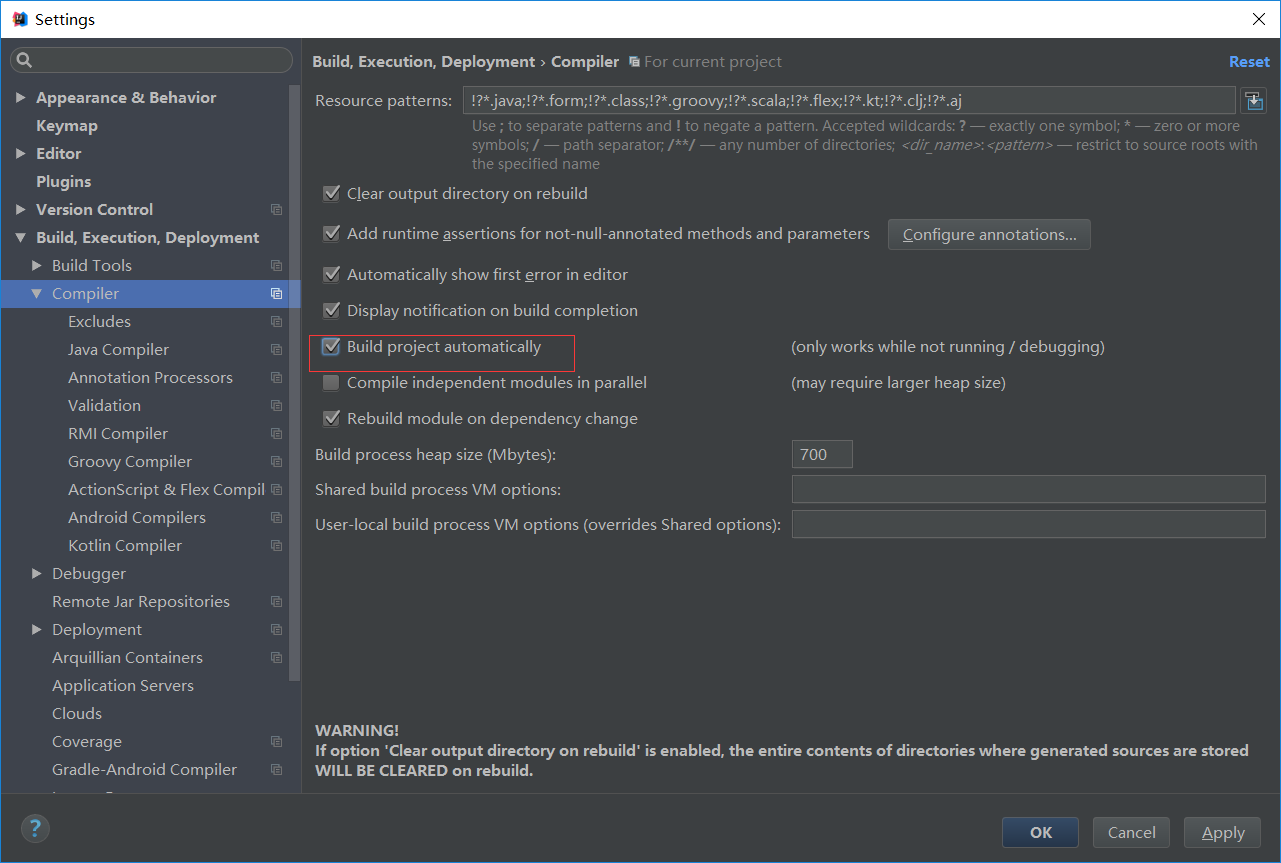 Settings
Build, Execution, Deployment › Compiler For current project Reset
Appearance & Behavior
Keymap
Editor
Plugins
Version Control
Build, Execution, Deployment
Build Tools
Compiler
Excludes
Java Compiler
Annotation Processors
Validation
RMI Compiler
Groovy Compiler
ActionScript & Flex Compil
Android Compilers
Kotlin Compiler
Debugger
Remote Jar Repositories
Deployment
Arquillian Containers
Application Servers
Clouds
Coverage
Gradle-Android Compiler
Resource patterns: !?*.java;!?*.form;!?*.class;!?*.groovy;!?*.scala;!?*.flex;!?*.kt;!?*.clj;!?*.aj
Use ; to separate patterns and ! to negate a pattern. Accepted wildcards: ? — exactly one symbol; * — zero or more
symbols; / — path separator; /**/ — any number of directories; <dir_name>:<pattern> — restrict to source roots with
the specified name
Clear output directory on rebuild
Add runtime assertions for not-null-annotated methods and parameters Configure annotations...
Automatically show first error in editor
Display notification on build completion
Build project automatically (only works while not running / debugging)
Compile independent modules in parallel (may require larger heap size)
Rebuild module on dependency change
Build process heap size (Mbytes): 700
Shared build process VM options:
User-local build process VM options (overrides Shared options):
WARNING!
If option 'Clear output directory on rebuild' is enabled, the entire contents of directories where generated sources are stored
WILL BE CLEARED on rebuild.
? OK Cancel Apply